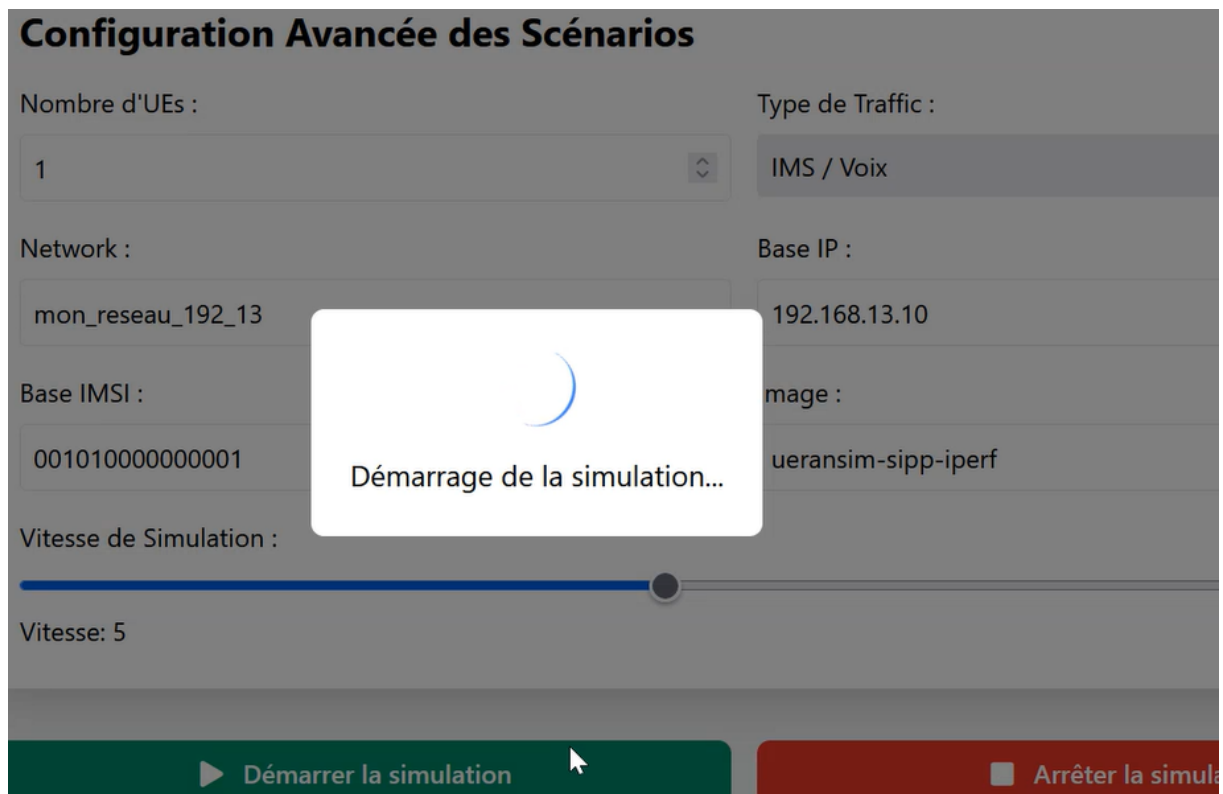 Configuration Avancée des Scénarios
Nombre d'UEs :
Type de Traffic :
1
IMS / Voix
Network :
Base IP :
mon_reseau_192_13
192.168.13.10
Base IMSI :
mage :
001010000000001
ueransim-sipp-iperf
Démarrage de la simulation...
Vitesse de Simulation :
Vitesse: 5
Démarrer la simulation
Arrêter la simula